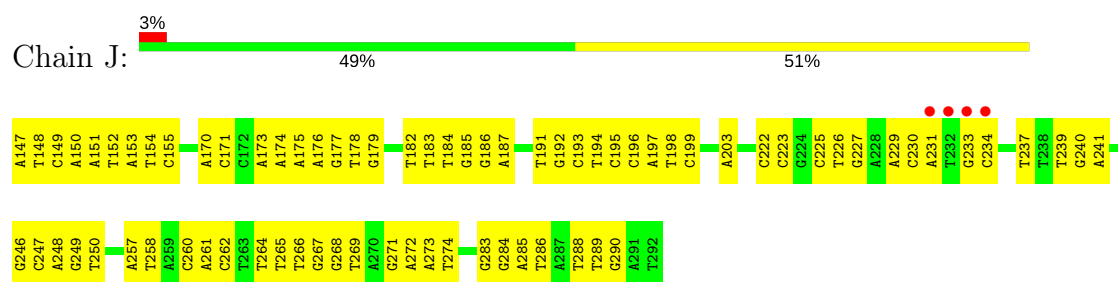 3%
Chain J:
49% 51%
A147 T148 C149 A150 A151 T152 A153 T154 C155 A170 C171 C172 A173 A174 A175 A176 G177 T178 G179 T182 T183 T184 G185 G186 A187 T191 G192 C193 T194 C195 C196 A197 T198 C199 A203 C222 C223 G224 C225 T226 G227 A228 A229 C230 A231 T232 G233 C234 T237 T238 T239 G240 A241
G246 C247 A248 G249 T250 A257 T258 A259 C260 A261 C262 T263 T264 T265 T266 G267 G268 T269 A270 G271 A272 A273 T274 G283 G284 A285 T286 A287 T288 T289 G290 A291 T292